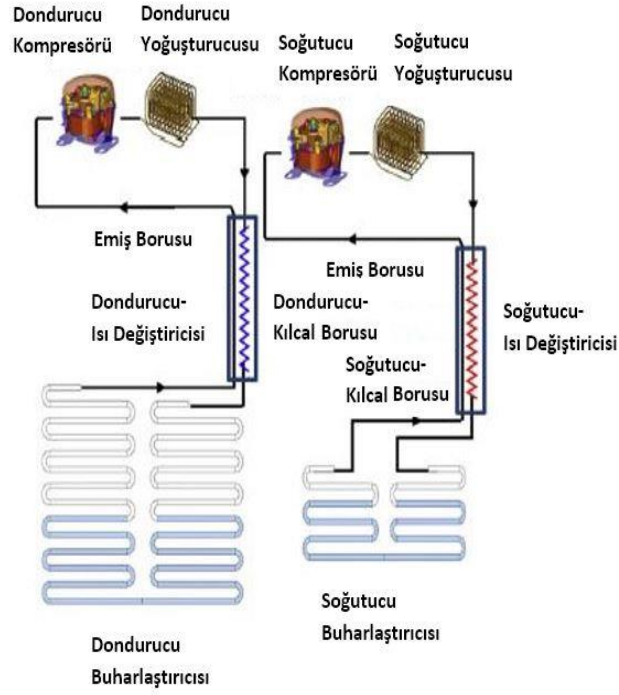 Dondurucu
Kompresörü
Dondurucu
Yoğuşturucusu
Soğutucu
Kompresörü
Soğutucu
Yoğuşturucusu
Emiş Borusu
Dondurucu-
Isı Değiştiricisi
Dondurucu-
Kılcal Borusu
Emiş Borusu
Soğutucu-
Isı Değiştiricisi
Soğutucu-
Kılcal Borusu
Dondurucu
Buharlaştırıcısı
Soğutucu
Buharlaştırıcısı